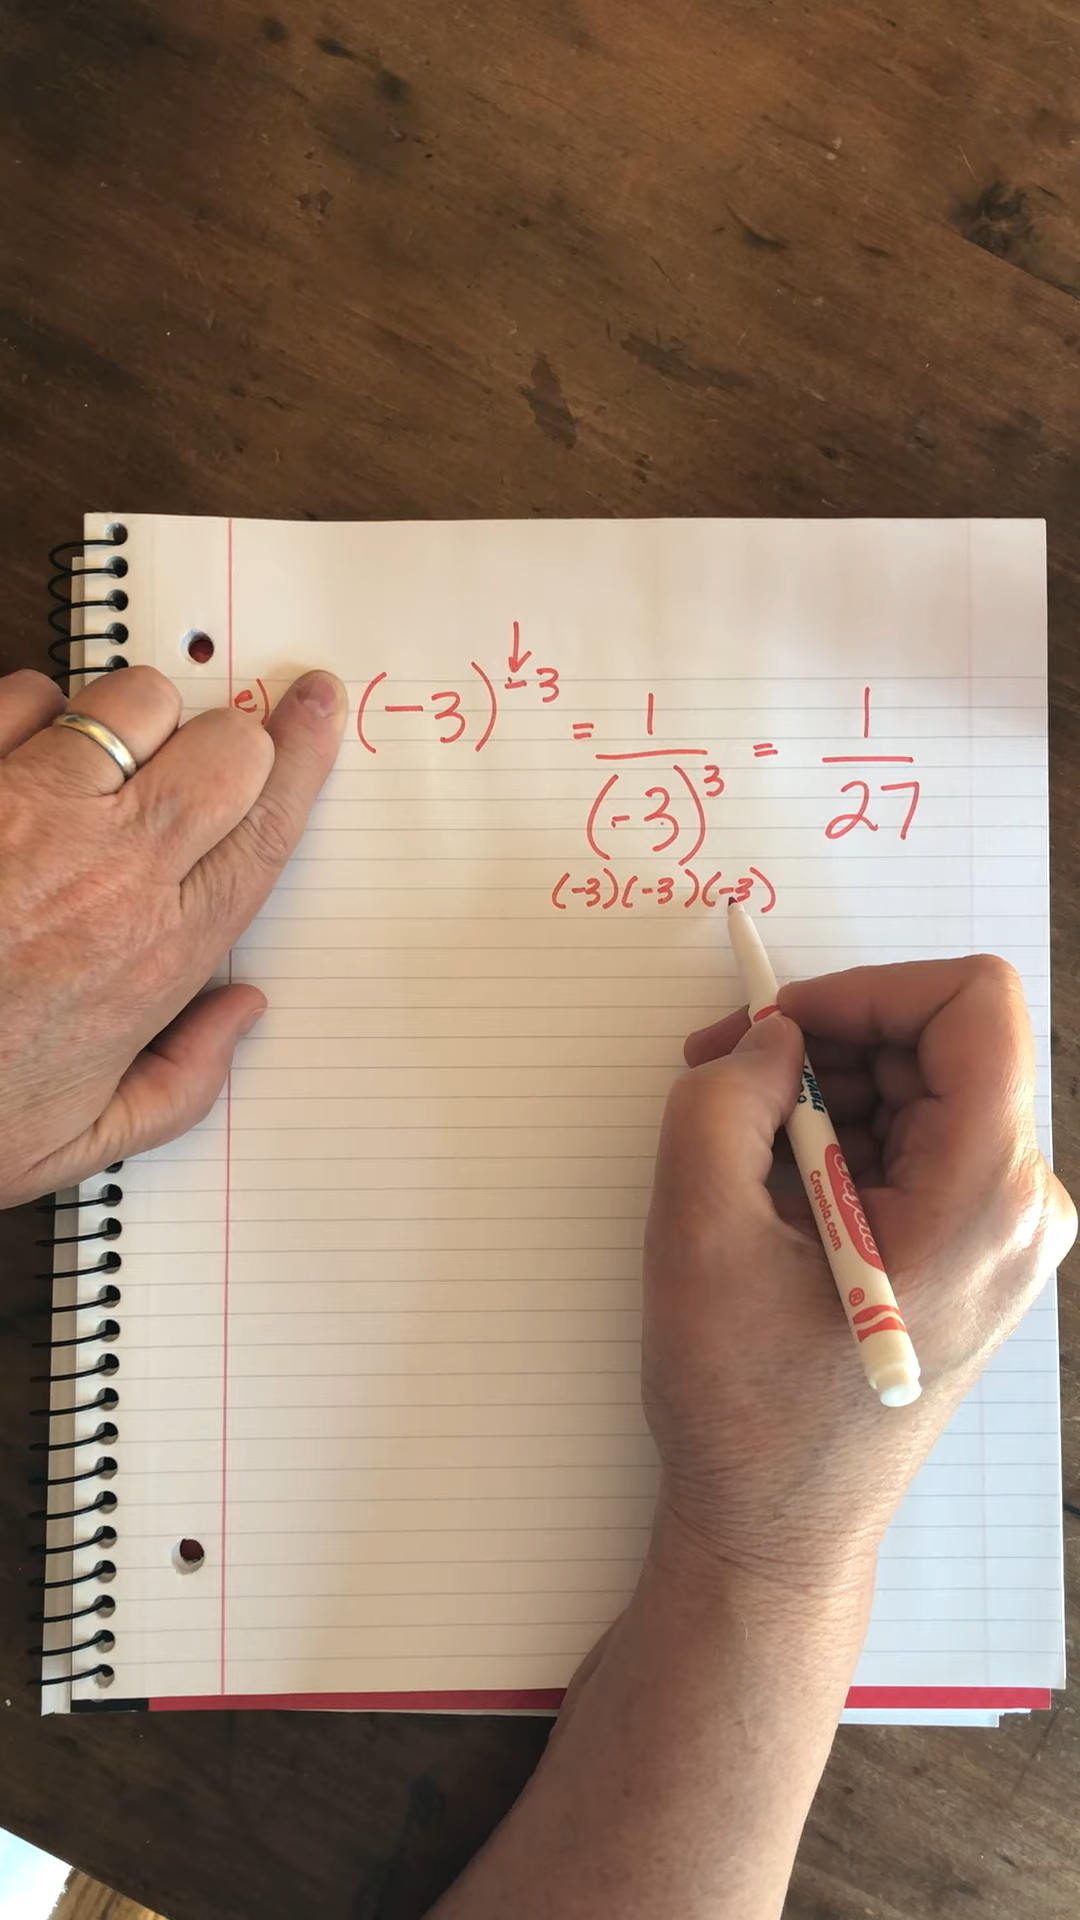 e) (-3)^-3 = 1/(-3)^3 = 1/27
(-3)(-3)(-3)
Crayola
Crayola.com
®